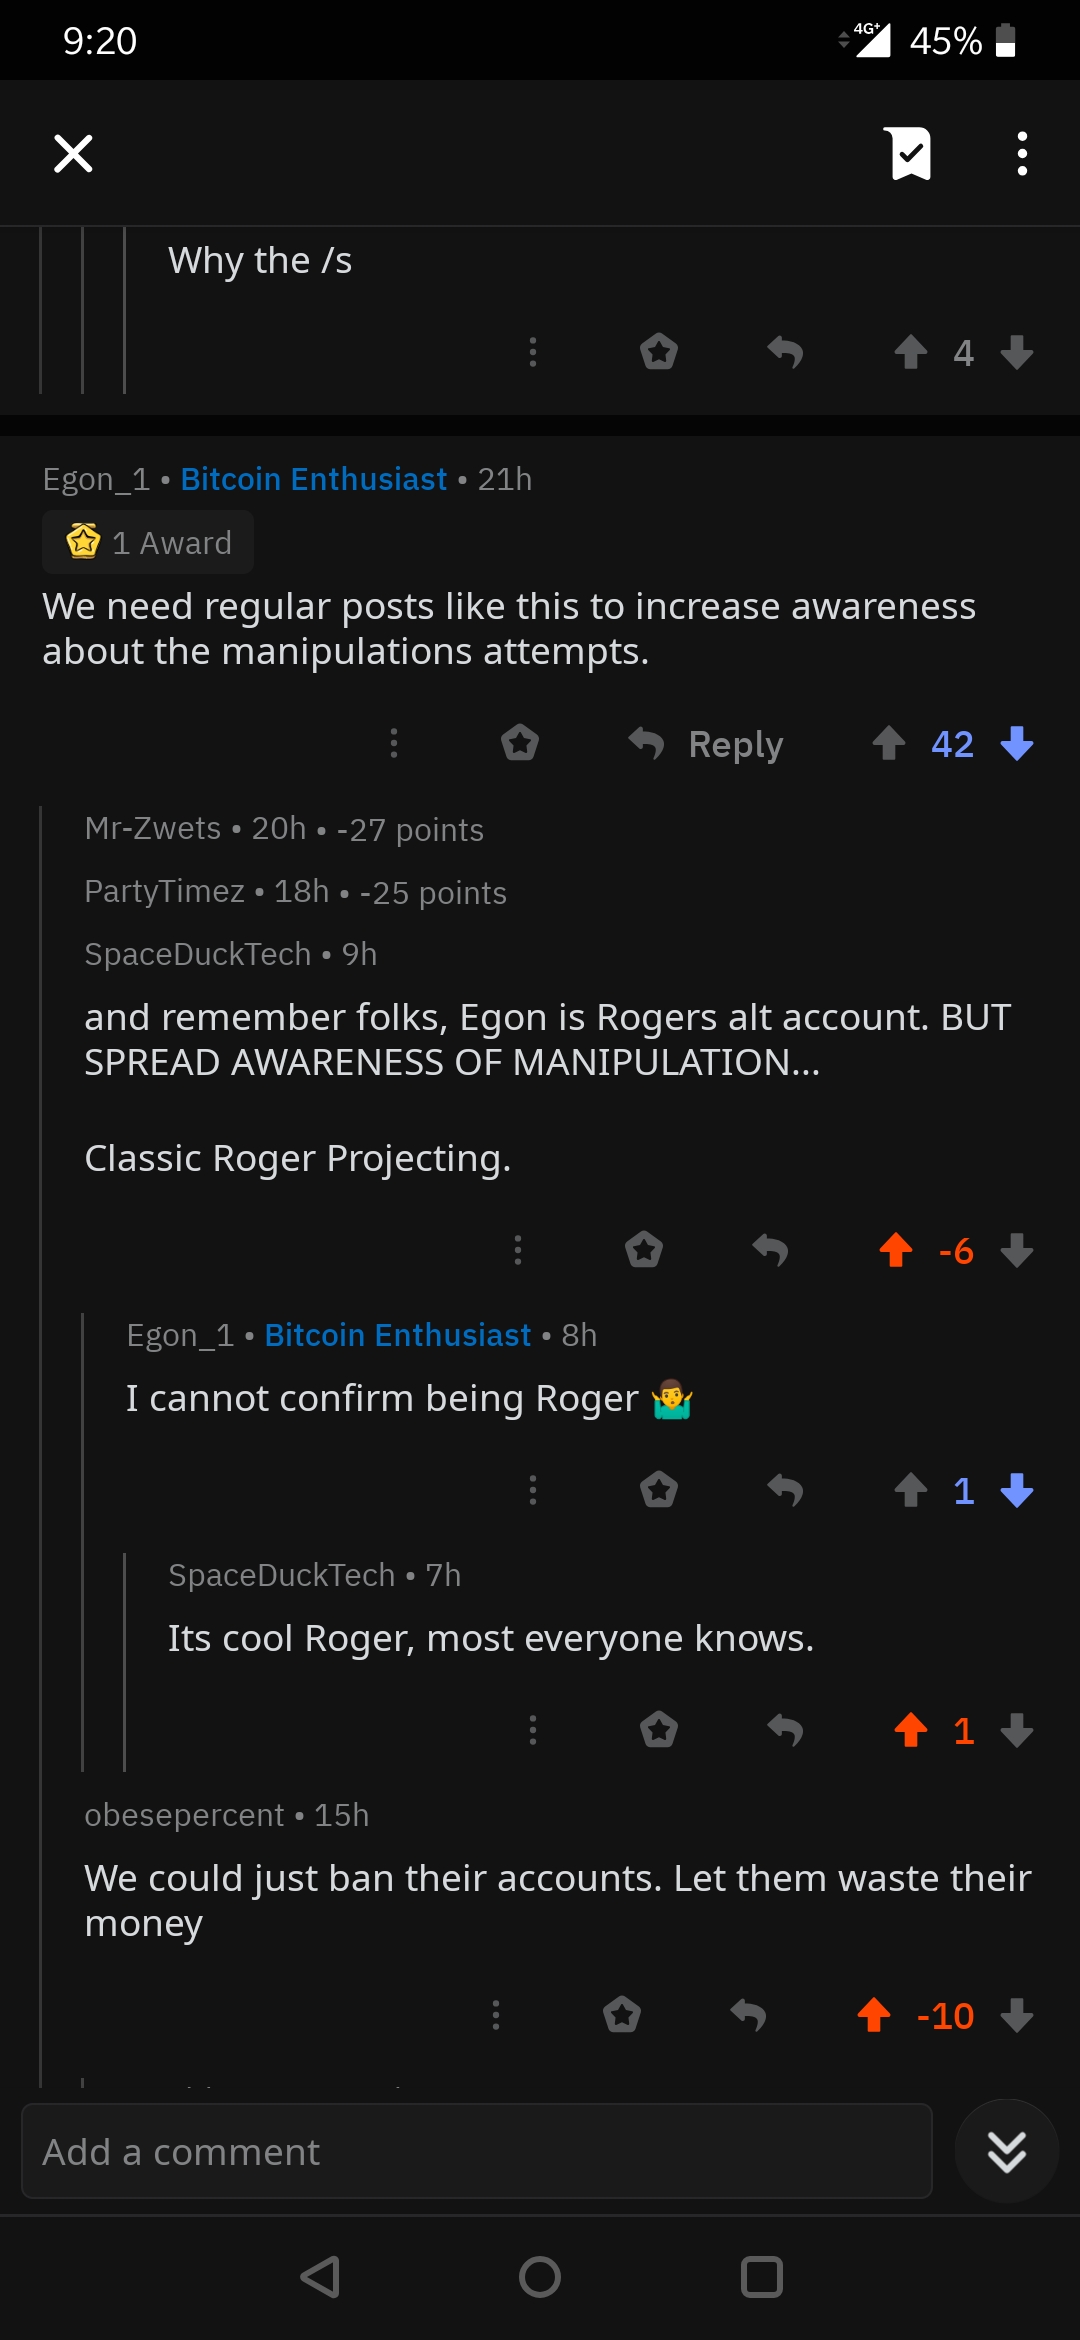 9:20
4G+ 45%
Why the /s
4
Egon_1 • Bitcoin Enthusiast • 21h
1 Award
We need regular posts like this to increase awareness
about the manipulations attempts.
Reply 42
Mr-Zwets • 20h • -27 points
PartyTimez • 18h • -25 points
SpaceDuckTech • 9h
and remember folks, Egon is Rogers alt account. BUT
SPREAD AWARENESS OF MANIPULATION...
Classic Roger Projecting.
-6
Egon_1 • Bitcoin Enthusiast • 8h
I cannot confirm being Roger 🤷‍♂️
1
SpaceDuckTech • 7h
Its cool Roger, most everyone knows.
1
obesepercent • 15h
We could just ban their accounts. Let them waste their
money
-10
Add a comment